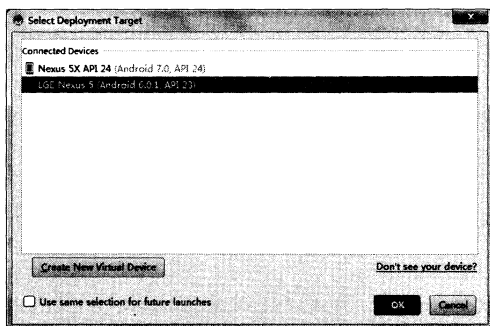 Select Deployment Target
Connected Devices
Nexus 5X API 24 (Android 7.0, API 24)
LGE Nexus 5 (Android 6.0.1, API 23)
Create New Virtual Device
Don't see your device?
Use same selection for future launches
OK
Cancel